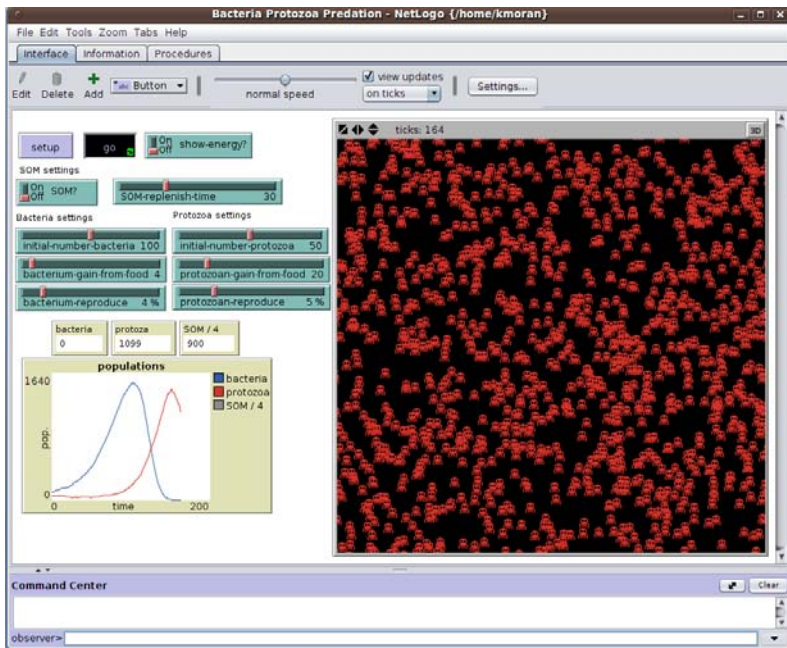 Bacteria Protozoa Predation - NetLogo {/home/kmoran}
File Edit Tools Zoom Tabs Help
Interface Information Procedures
Edit Delete Add Button normal speed view updates on ticks Settings...
setup go On Off show-energy?
SOM settings
On Off SOM? SOM-replenish-time 30
Bacteria settings Protozoa settings
initial-number-bacteria 100 initial-number-protozoa 50
bacterium-gain-from-food 4 protozoan-gain-from-food 20
bacterium-reproduce 4 % protozoan-reproduce 5 %
bacteria protoza SOM / 4
0 1099 900
populations
1640
pop.
0
0 time 200
bacteria
protozoa
SOM / 4
ticks: 164 3D
Command Center Clear
observer>